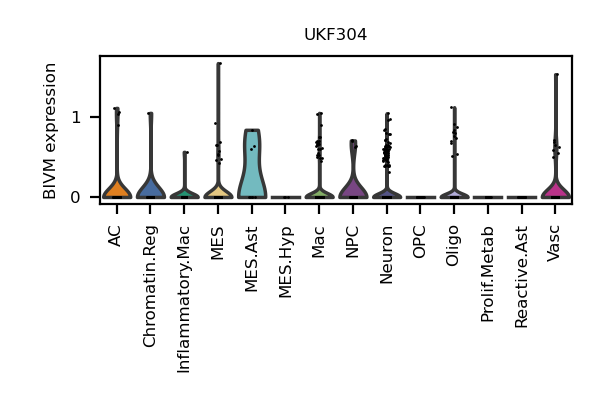 UKF304
BIVM expression
1
0
AC
Chromatin.Reg
Inflammatory.Mac
MES
MES.Ast
MES.Hyp
Mac
NPC
Neuron
OPC
Oligo
Prolif.Metab
Reactive.Ast
Vasc